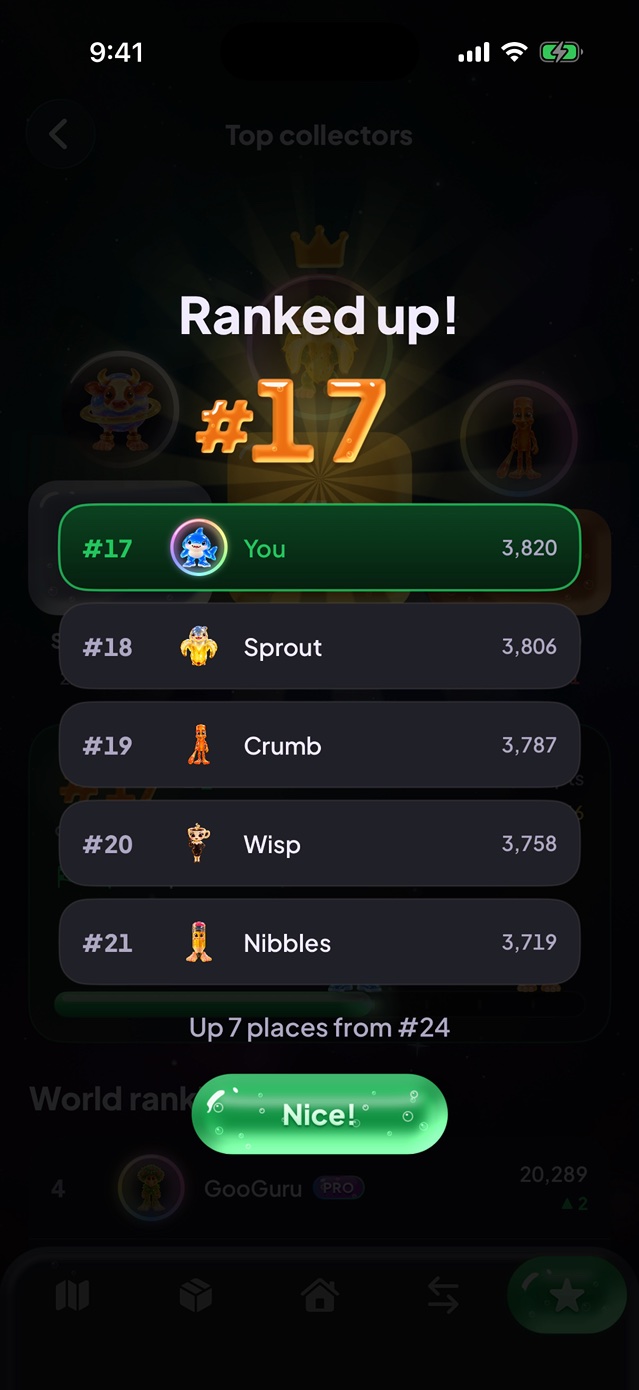 9:41
Top collectors
Ranked up!
#17
#17 You 3,820
#18 Sprout 3,806
#19 Crumb 3,787
#20 Wisp 3,758
#21 Nibbles 3,719
Up 7 places from #24
World rank
Nice!
4 GooGuru PRO 20,289
▲2